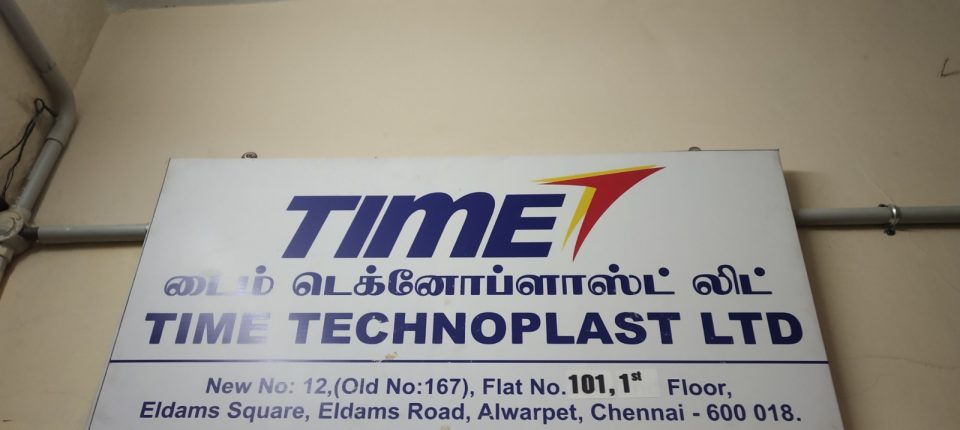 TIME
டைம் டெக்னோப்ளாஸ்ட் லிட்
TIME TECHNOPLAST LTD
New No: 12,(Old No:167), Flat No.101,1st Floor,
Eldams Square, Eldams Road, Alwarpet, Chennai - 600 018.